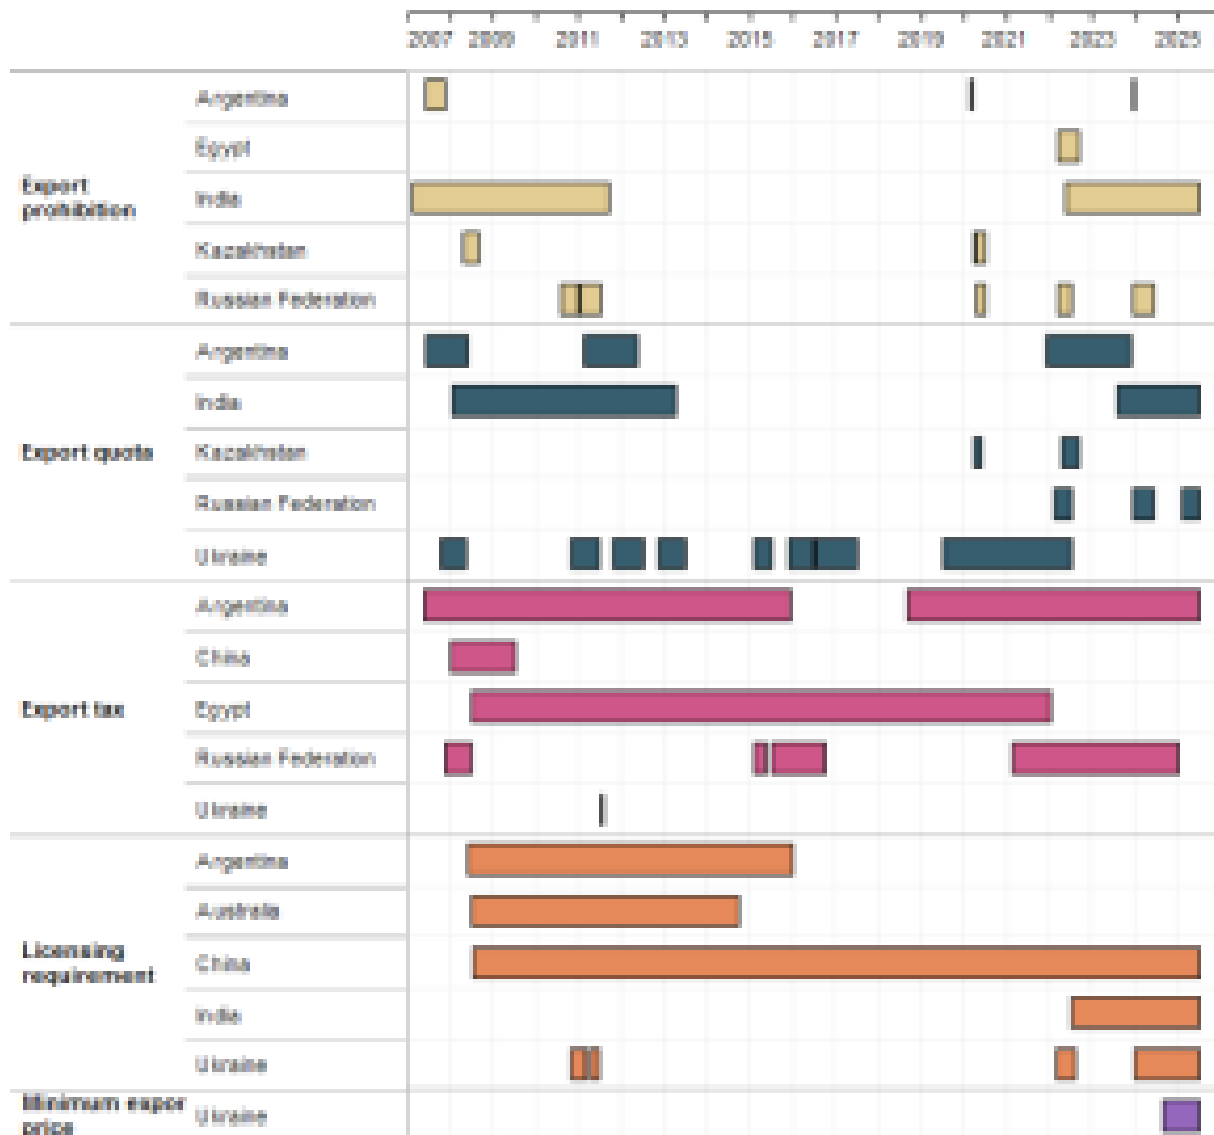 2007 2009 2011 2013 2015 2017 2019 2021 2023 2025
Argentina
Egypt
Export
prohibition
India
Kazakhstan
Russian Federation
Argentina
India
Export quota
Kazakhstan
Russian Federation
Ukraine
Argentina
China
Export tax
Egypt
Russian Federation
Ukraine
Argentina
Australia
Licensing
requirement
China
India
Ukraine
Minimum expor
price
Ukraine